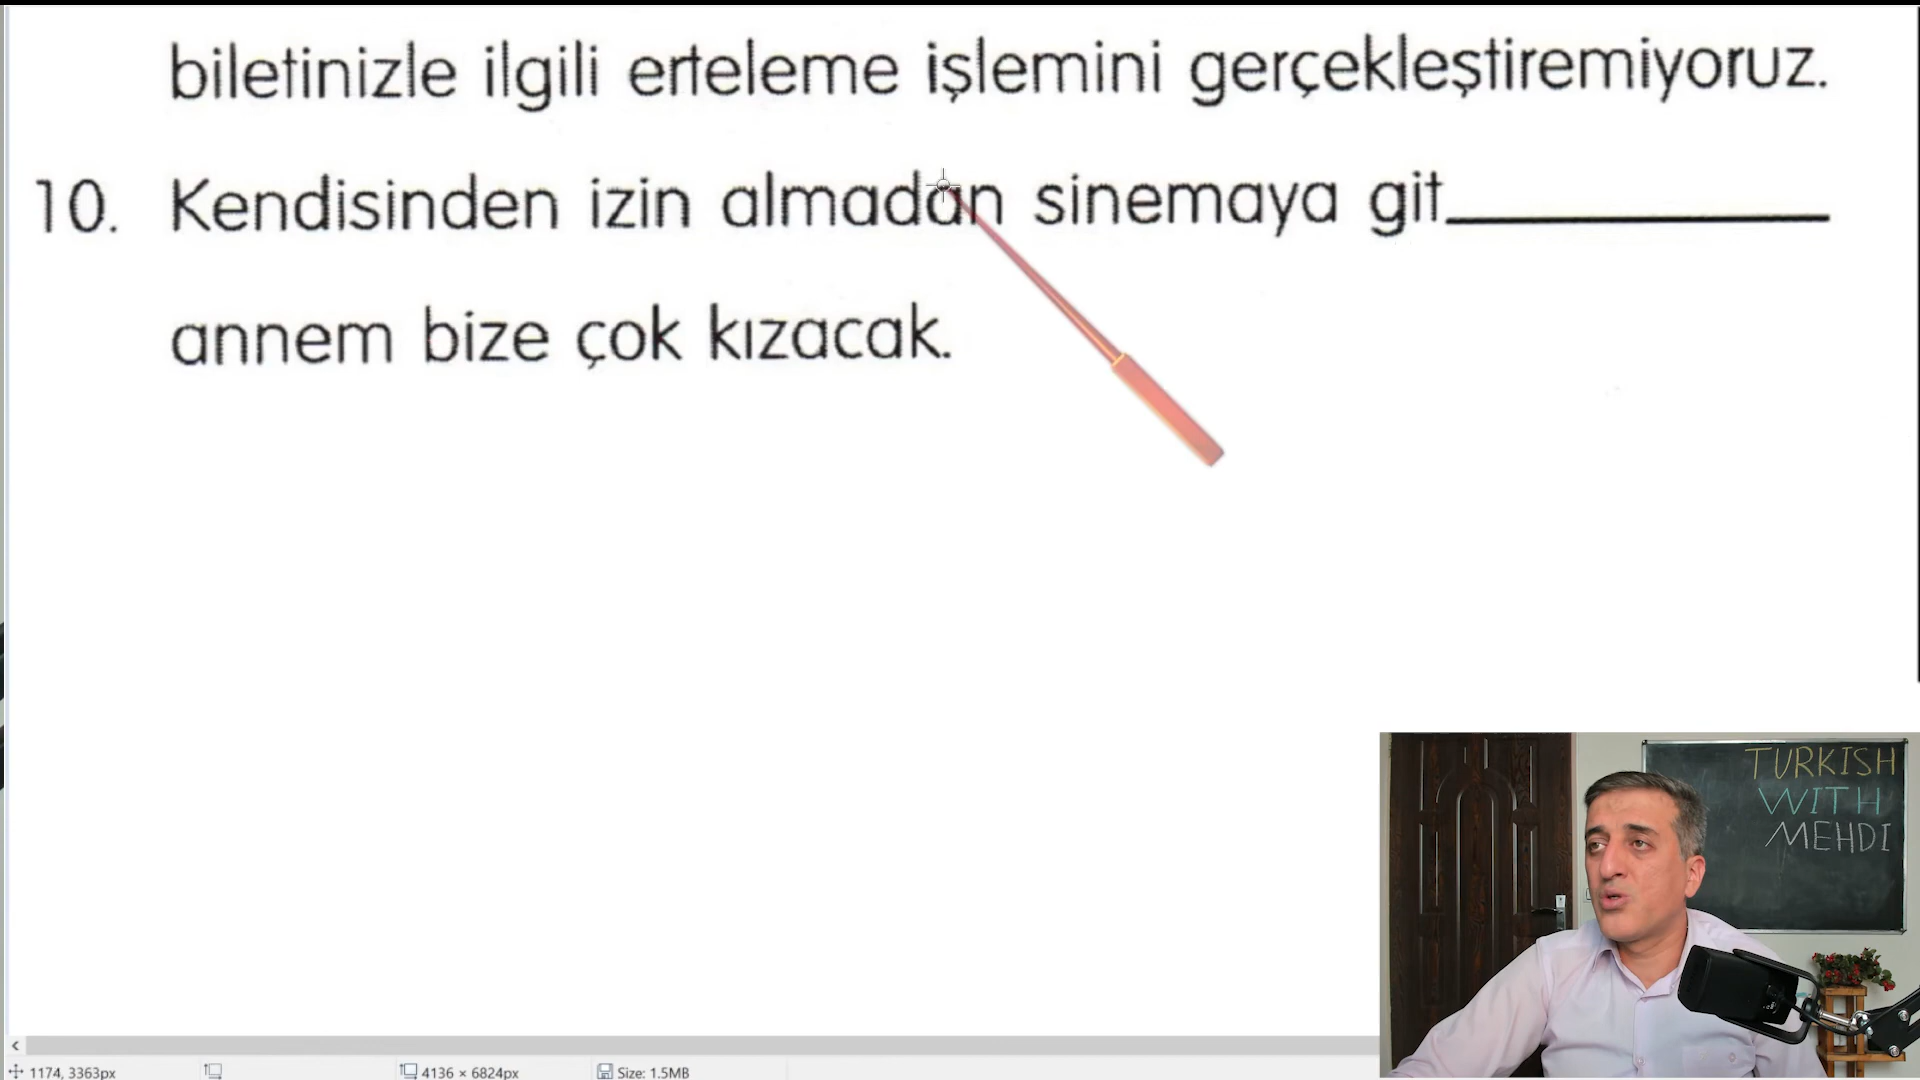 biletinizle ilgili erteleme işlemini gerçekleştiremiyoruz.
10. Kendisinden izin almadan sinemaya git__________
annem bize çok kızacak.
TURKISH
WITH
MEHDI
1174, 3363px
4136 × 6824px
Size: 1.5MB